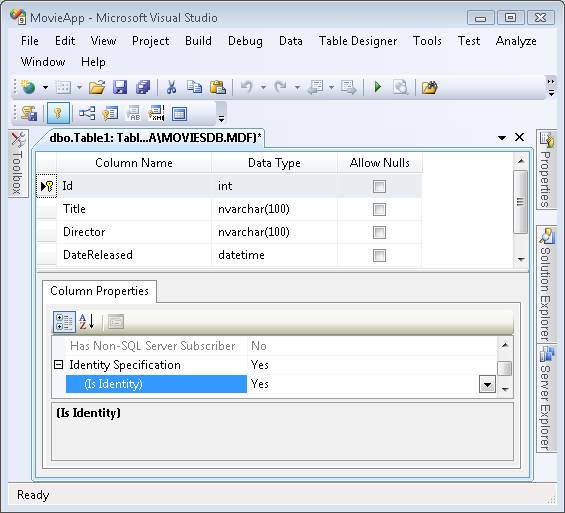 MovieApp - Microsoft Visual Studio
File Edit View Project Build Debug Data Table Designer Tools Test Analyze
Window Help
dbo.Table1: Tabl...A\MOVIESDB.MDF)*
Toolbox
Column Name Data Type Allow Nulls
Id int
Title nvarchar(100)
Director nvarchar(100)
DateReleased datetime
Properties
Solution Explorer
Server Explorer
Column Properties
Has Non-SQL Server Subscriber No
Identity Specification Yes
(Is Identity) Yes
(Is Identity)
Ready